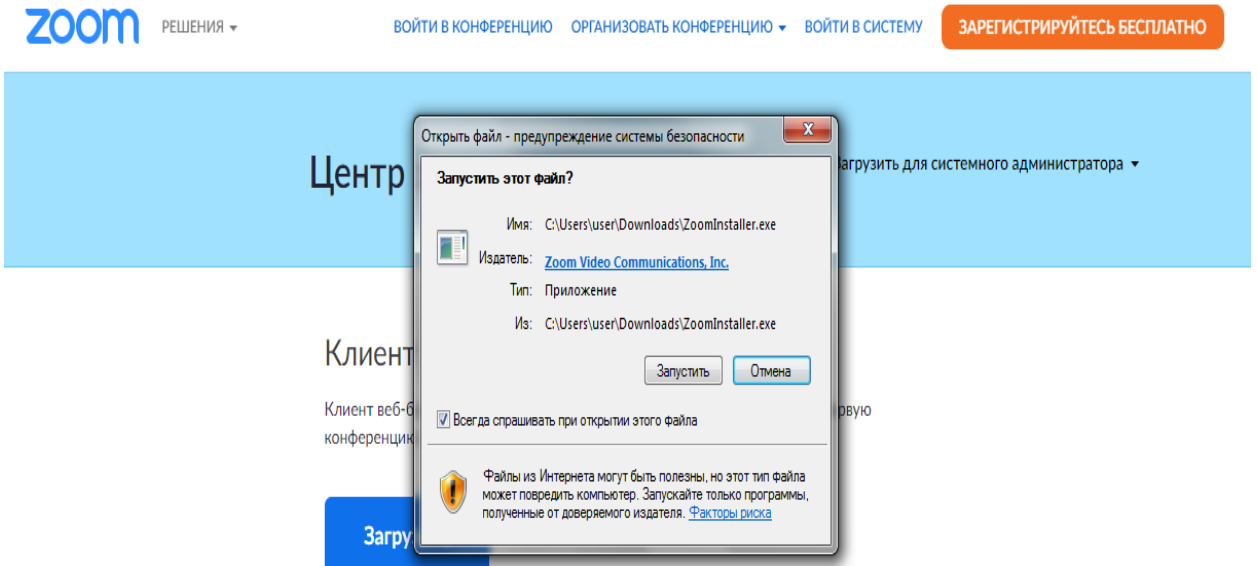 zoom РЕШЕНИЯ ВОЙТИ В КОНФЕРЕНЦИЮ ОРГАНИЗОВАТЬ КОНФЕРЕНЦИЮ ВОЙТИ В СИСТЕМУ ЗАРЕГИСТРИРУЙТЕСЬ БЕСПЛАТНО
Открыть файл - предупреждение системы безопасности
Центр
агрузить для системного администратора
Запустить этот файл?
Имя: C:\Users\user\Downloads\ZoomInstaller.exe
Издатель: Zoom Video Communications, Inc.
Тип: Приложение
Из: C:\Users\user\Downloads\ZoomInstaller.exe
Запустить Отмена
Всегда спрашивать при открытии этого файла
Файлы из Интернета могут быть полезны, но этот тип файла
может повредить компьютер. Запускайте только программы,
полученные от доверяемого издателя. Факторы риска
Клиент
Клиент веб-б рвую
конференцик
Загру